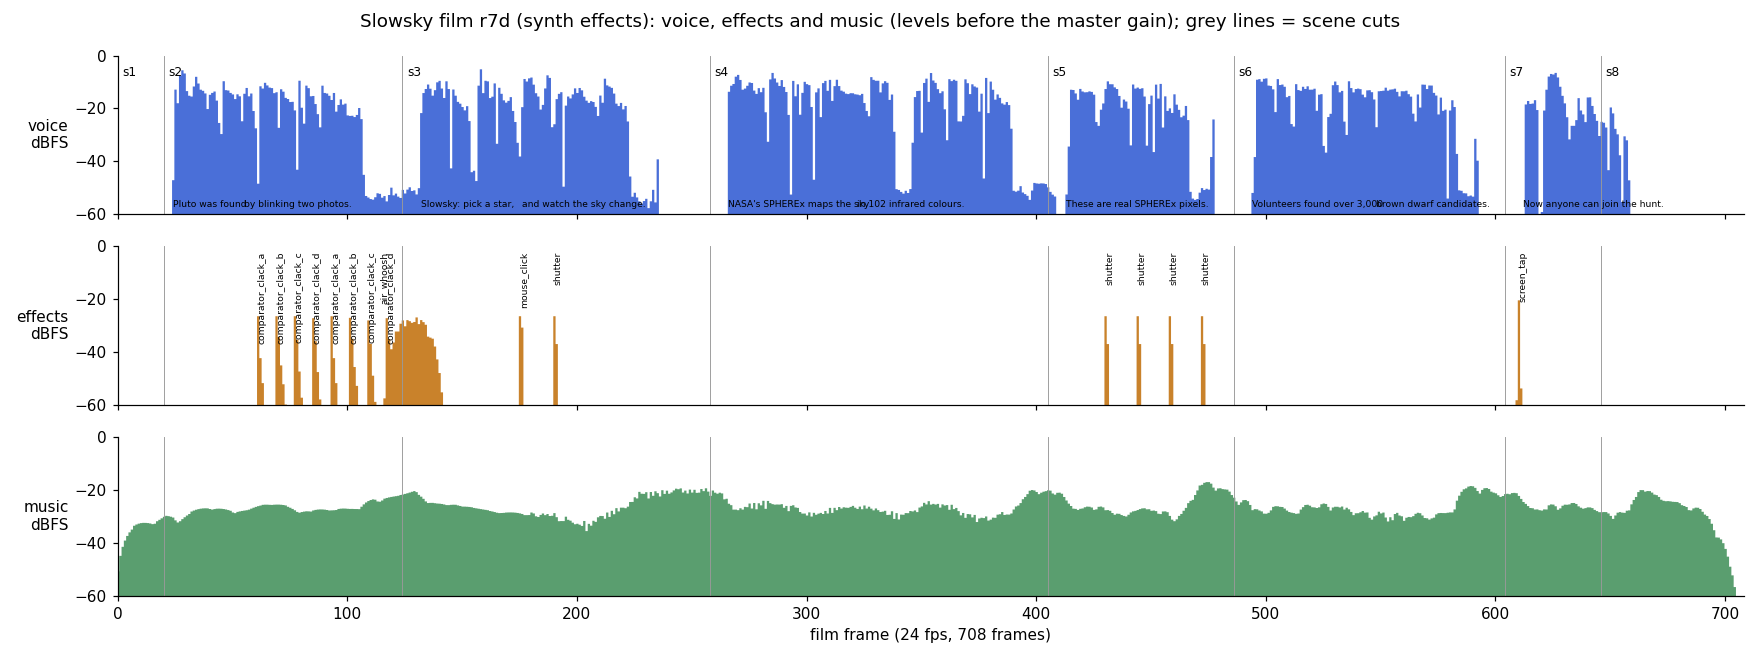 Slowsky film r7d (synth effects): voice, effects and music (levels before the master gain); grey lines = scene cuts
0
−20
−40
−60
voice
dBFS
s1
s2
s3
s4
s5
s6
s7
s8
Pluto was found
by blinking two photos.
Slowsky: pick a star,
and watch the sky change.
NASA's SPHEREx maps the sky
in 102 infrared colours.
These are real SPHEREx pixels.
Volunteers found over 3,000
brown dwarf candidates.
Now anyone can join the hunt.
0
−20
−40
−60
effects
dBFS
comparator_clack_a
comparator_clack_b
comparator_clack_c
comparator_clack_d
comparator_clack_a
comparator_clack_b
comparator_clack_c
air_whoosh
comparator_clack_d
mouse_click
shutter
shutter
shutter
shutter
shutter
screen_tap
0
−20
−40
−60
music
dBFS
0
100
200
300
400
500
600
700
film frame (24 fps, 708 frames)